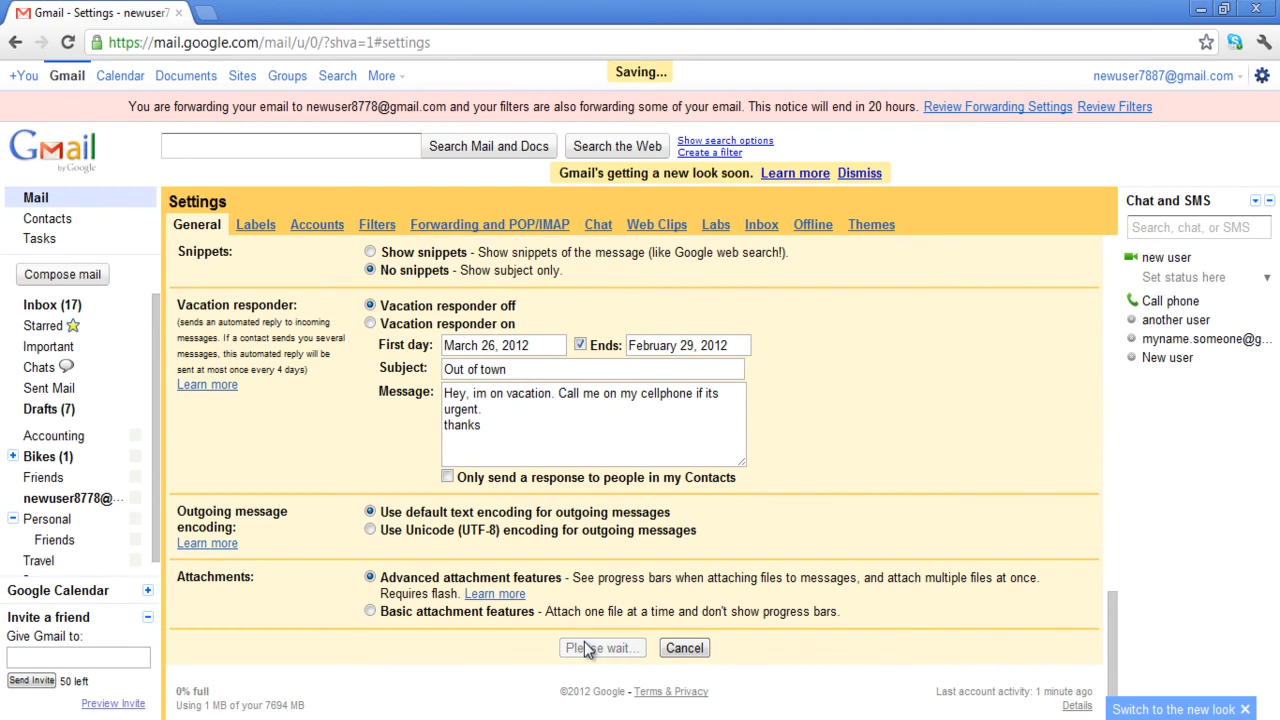 Gmail - Settings - newuser7
https://mail.google.com/mail/u/0/?shva=1#settings
+You Gmail Calendar Documents Sites Groups Search More
Saving...
newuser7887@gmail.com
You are forwarding your email to newuser8778@gmail.com and your filters are also forwarding some of your email. This notice will end in 20 hours. Review Forwarding Settings Review Filters
Gmail
by Google
Search Mail and Docs
Search the Web
Show search options
Create a filter
Gmail's getting a new look soon. Learn more Dismiss
Mail
Contacts
Tasks
Compose mail
Inbox (17)
Starred
Important
Chats
Sent Mail
Drafts (7)
Accounting
Bikes (1)
Friends
newuser8778@...
Personal
Friends
Travel
Google Calendar
Invite a friend
Give Gmail to:
Send Invite 50 left
Preview Invite
Settings
General Labels Accounts Filters Forwarding and POP/IMAP Chat Web Clips Labs Inbox Offline Themes
Snippets:
Show snippets - Show snippets of the message (like Google web search!).
No snippets - Show subject only.
Vacation responder:
(sends an automated reply to incoming
messages. If a contact sends you several
messages, this automated reply will be
sent at most once every 4 days)
Learn more
Vacation responder off
Vacation responder on
First day: March 26, 2012 Ends: February 29, 2012
Subject: Out of town
Message: Hey, im on vacation. Call me on my cellphone if its
urgent.
thanks
Only send a response to people in my Contacts
Outgoing message
encoding:
Learn more
Use default text encoding for outgoing messages
Use Unicode (UTF-8) encoding for outgoing messages
Attachments:
Advanced attachment features - See progress bars when attaching files to messages, and attach multiple files at once.
Requires flash. Learn more
Basic attachment features - Attach one file at a time and don't show progress bars.
Please wait... Cancel
0% full
Using 1 MB of your 7694 MB
©2012 Google - Terms & Privacy
Last account activity: 1 minute ago
Details
Chat and SMS
Search, chat, or SMS
new user
Set status here
Call phone
another user
myname.someone@g...
New user
Switch to the new look